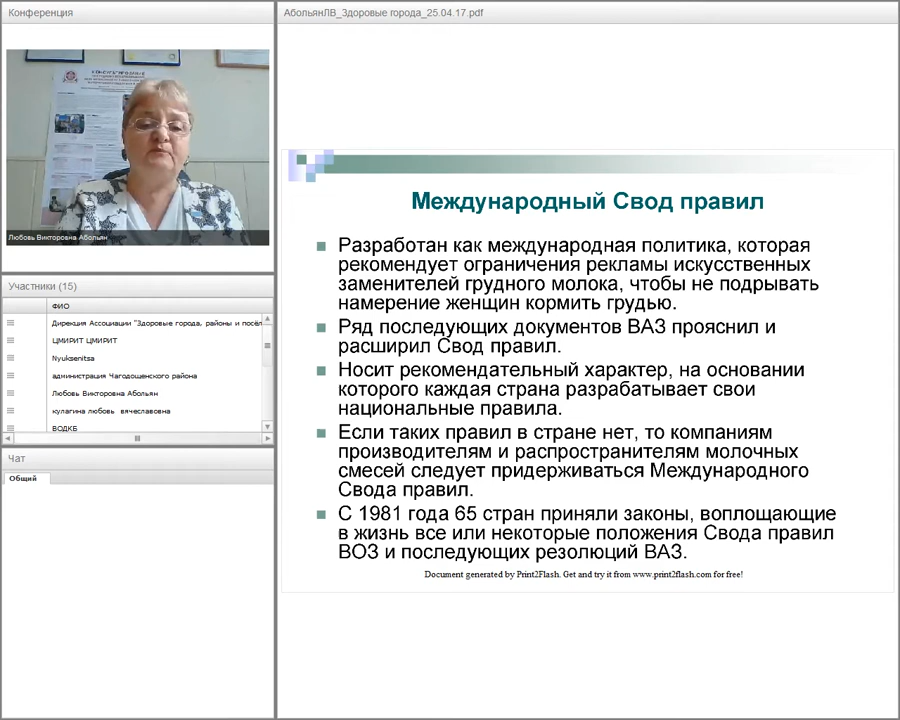 Конференция
Любовь Викторовна Абольян
Участники (15)
ФИО
Дирекция Ассоциации "Здоровые города, районы и посёл
ЦМИРИТ ЦМИРИТ
Nyuksenitsa
администрация Чагодощенского района
Любовь Викторовна Абольян
кулагина любовь вячеславовна
ВОДКБ
Чат
Общий
АбольянЛВ_Здоровые города_25.04.17.pdf
Международный Свод правил
Разработан как международная политика, которая
рекомендует ограничения рекламы искусственных
заменителей грудного молока, чтобы не подрывать
намерение женщин кормить грудью.
Ряд последующих документов ВАЗ прояснил и
расширил Свод правил.
Носит рекомендательный характер, на основании
которого каждая страна разрабатывает свои
национальные правила.
Если таких правил в стране нет, то компаниям
производителям и распространителям молочных
смесей следует придерживаться Международного
Свода правил.
С 1981 года 65 стран приняли законы, воплощающие
в жизнь все или некоторые положения Свода правил
ВОЗ и последующих резолюций ВАЗ.
Document generated by Print2Flash. Get and try it from www.print2flash.com for free!